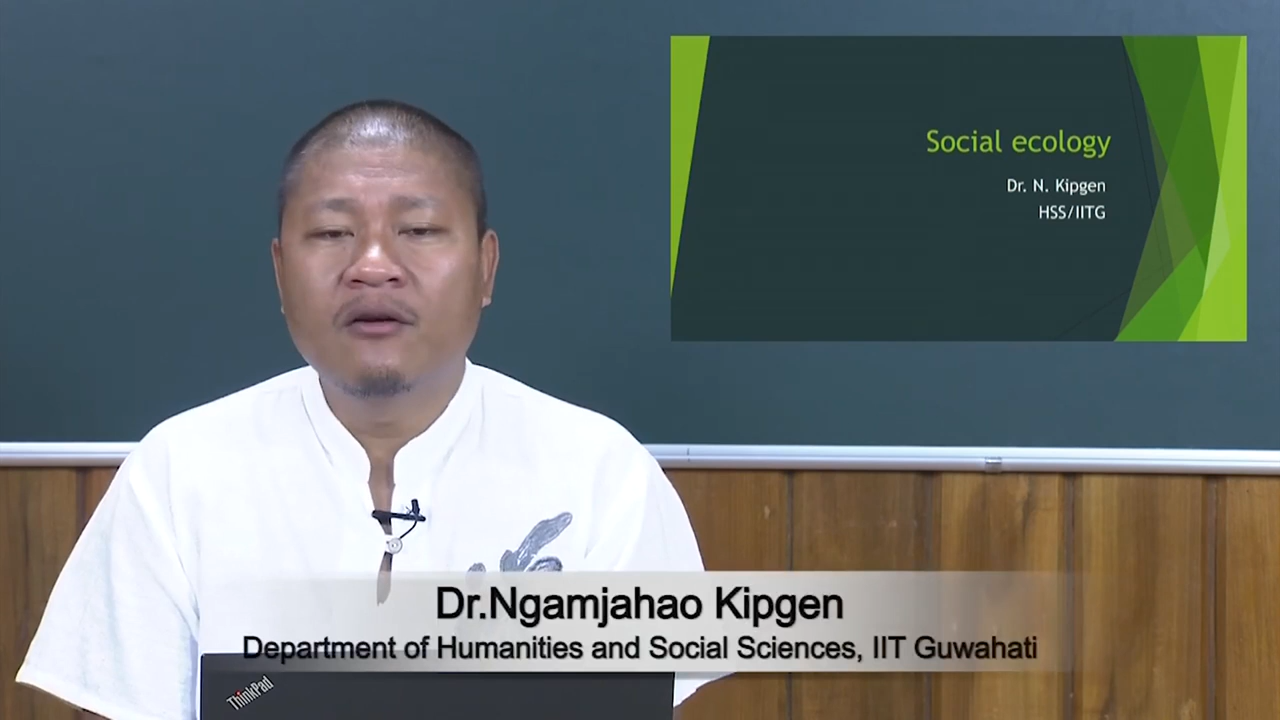 Social ecology
Dr. N. Kipgen
HSS/IITG
Dr.Ngamjahao Kipgen
Department of Humanities and Social Sciences, IIT Guwahati
ThinkPad